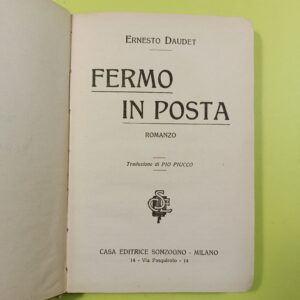 ERNESTO DAUDET
FERMO
IN POSTA
ROMANZO
Traduzione di PIO PIUCCO
CASA EDITRICE SONZOGNO - MILANO
14 - Via Pasquirolo - 14